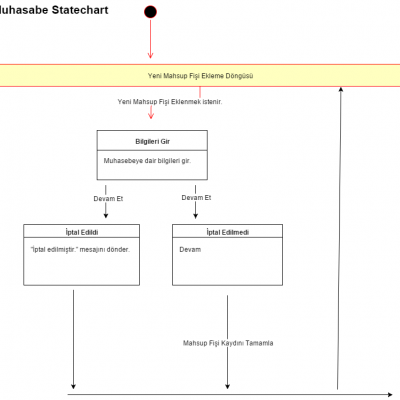 Muhasabe Statechart
Yeni Mahsup Fişi Ekleme Döngüsü
Yeni Mahsup Fişi Eklenmek istenir.
Bilgileri Gir
Muhasebeye dair bilgileri gir.
Devam Et
Devam Et
İptal Edildi
"İptal edilmiştir." mesajını dönder.
İptal Edilmedi
Devam
Mahsup Fişi Kaydını Tamamla